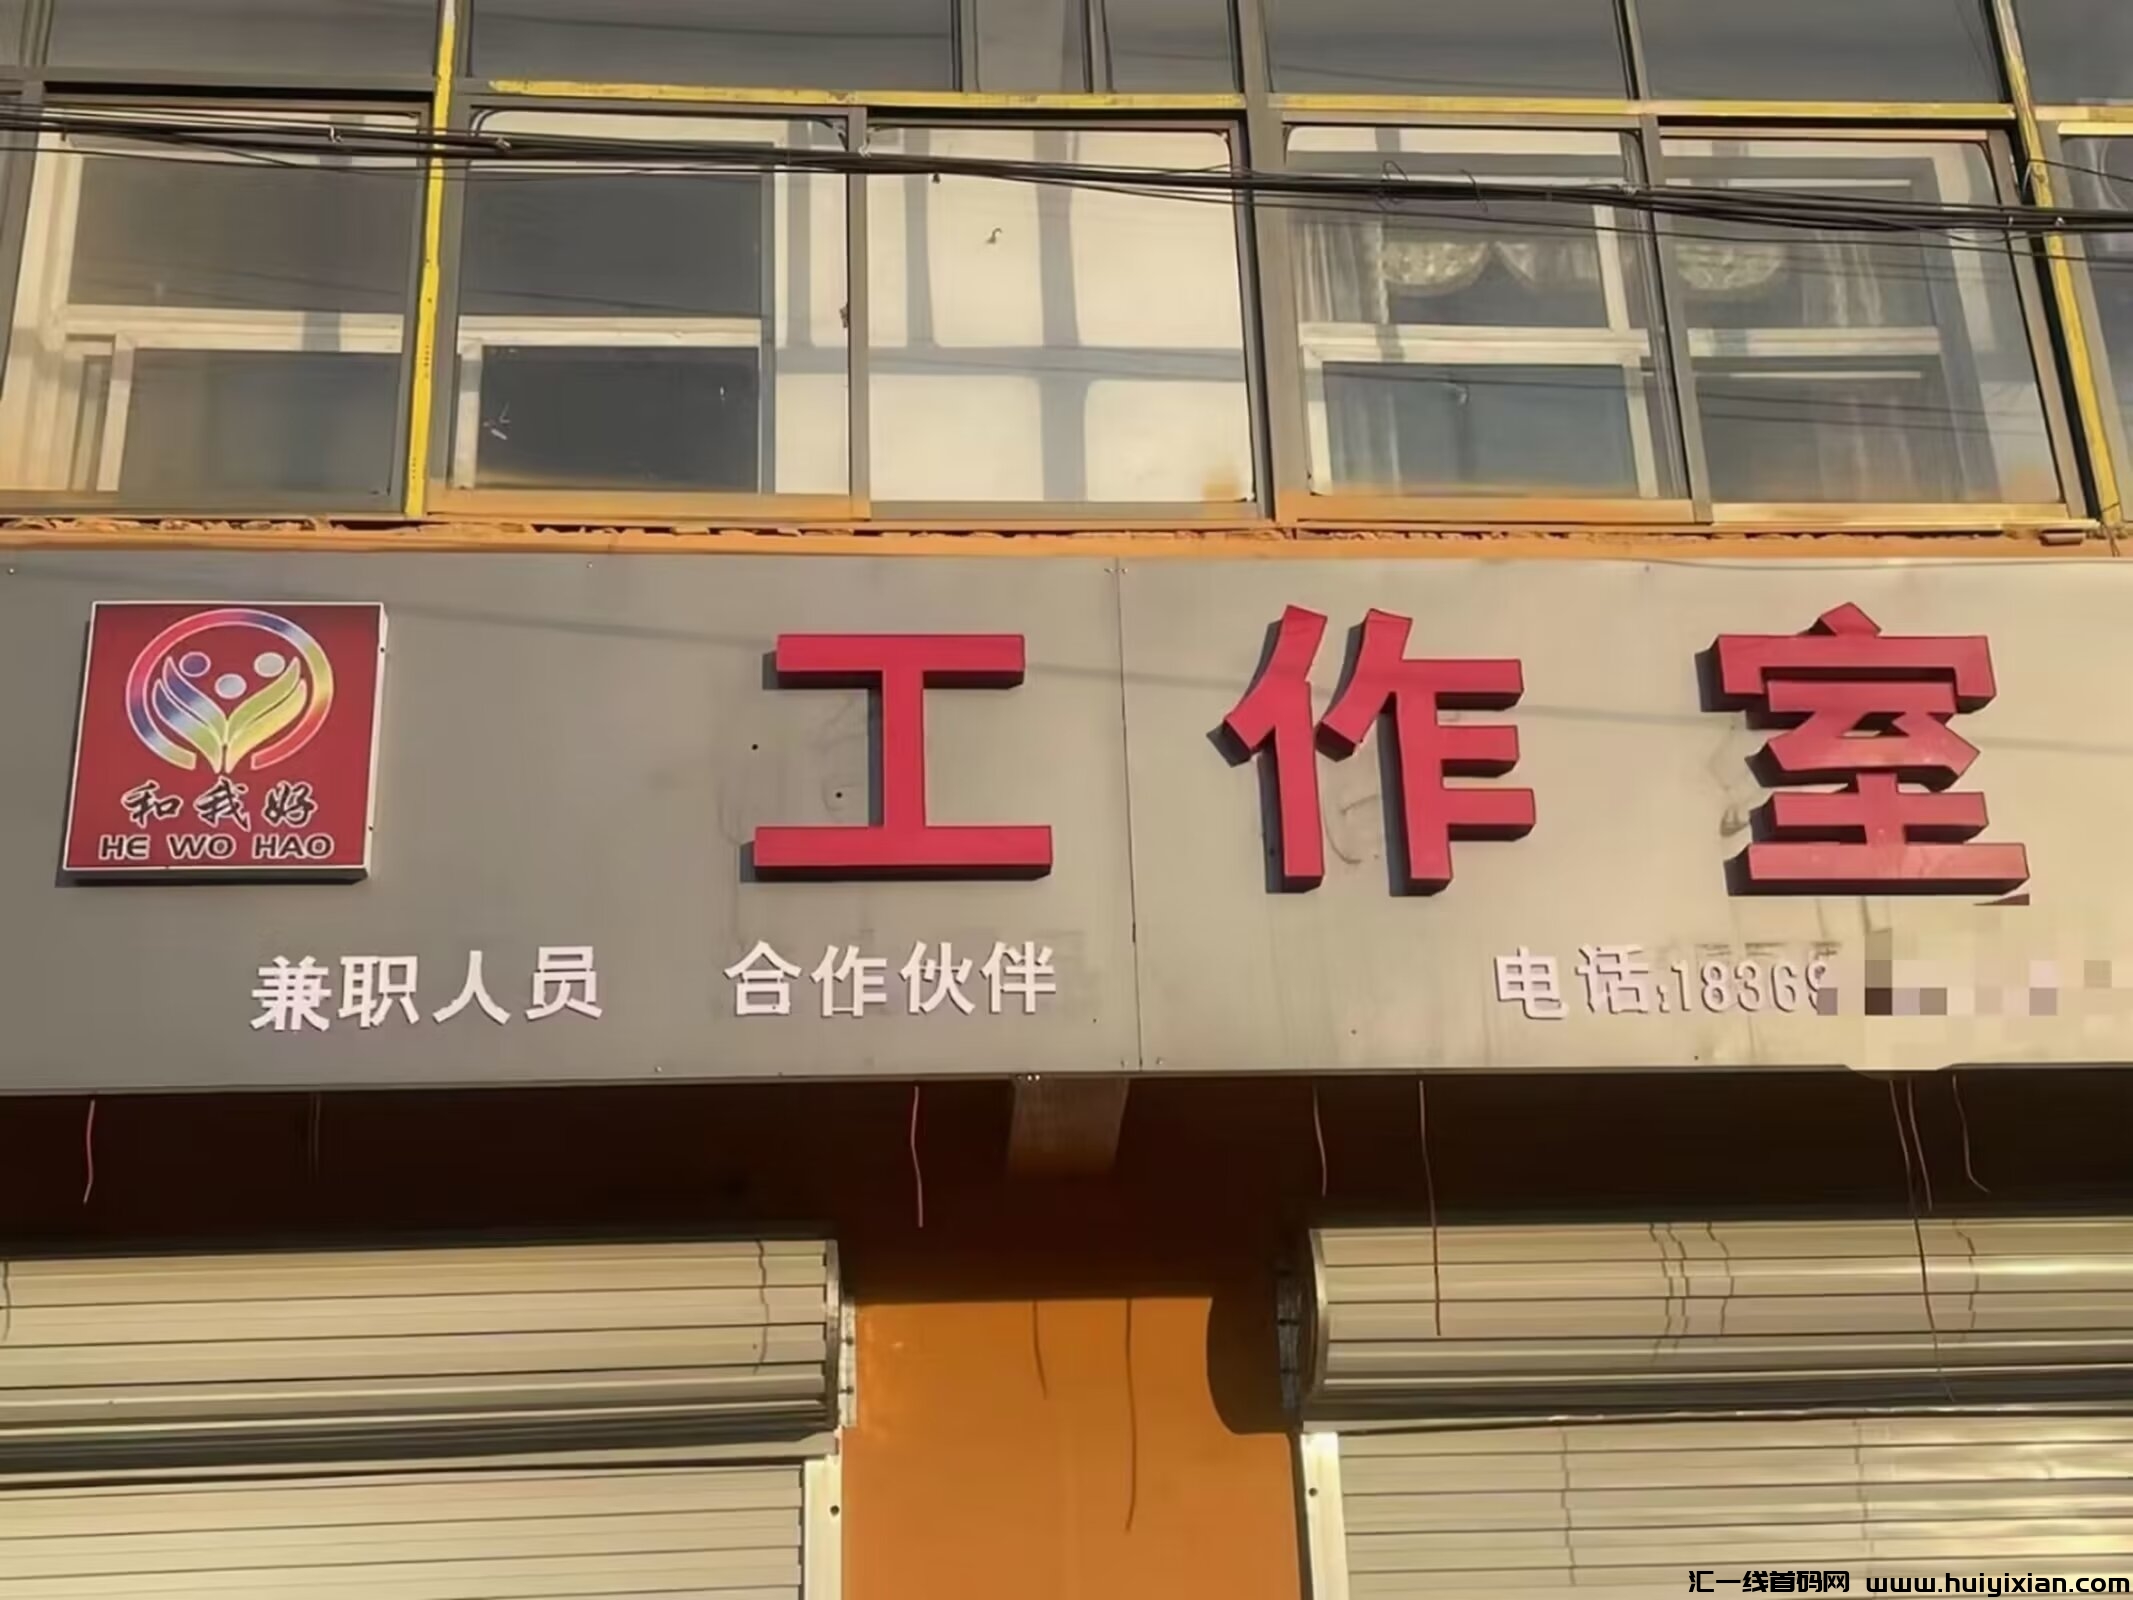 和我好
HE WO HAO
工作室
兼职人员 合作伙伴
电话:18369
汇一线首码网 www.huiyixian.com